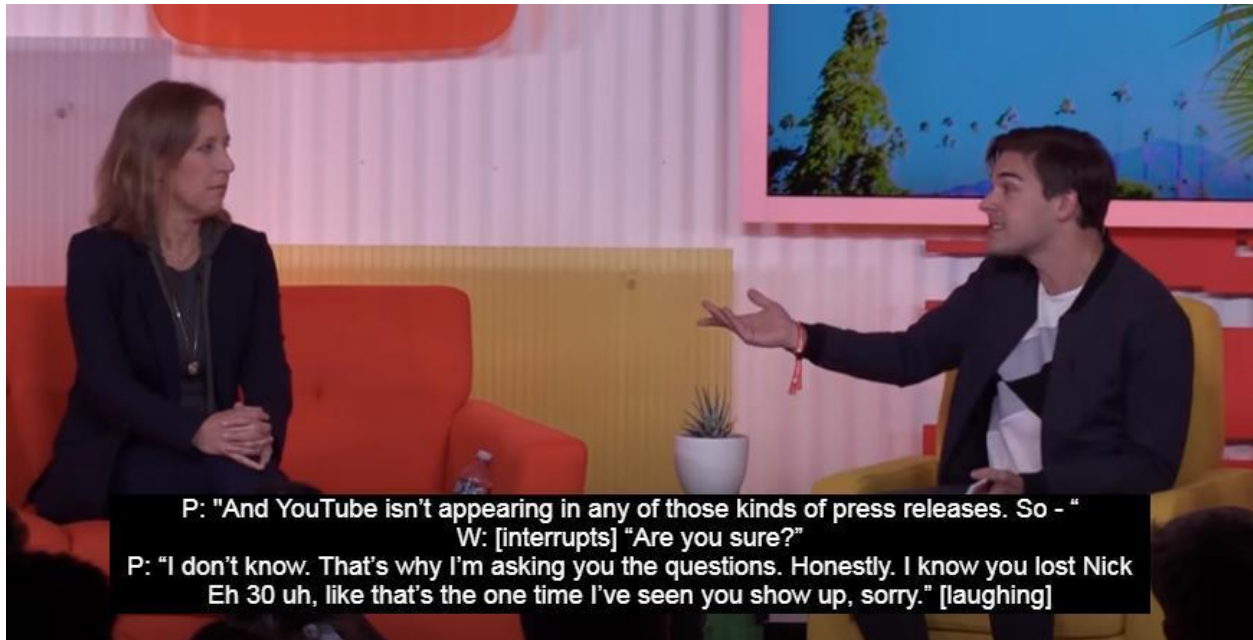 P: "And YouTube isn’t appearing in any of those kinds of press releases. So - “
W: [interrupts] “Are you sure?”
P: “I don’t know. That’s why I’m asking you the questions. Honestly. I know you lost Nick
Eh 30 uh, like that’s the one time I’ve seen you show up, sorry.” [laughing]